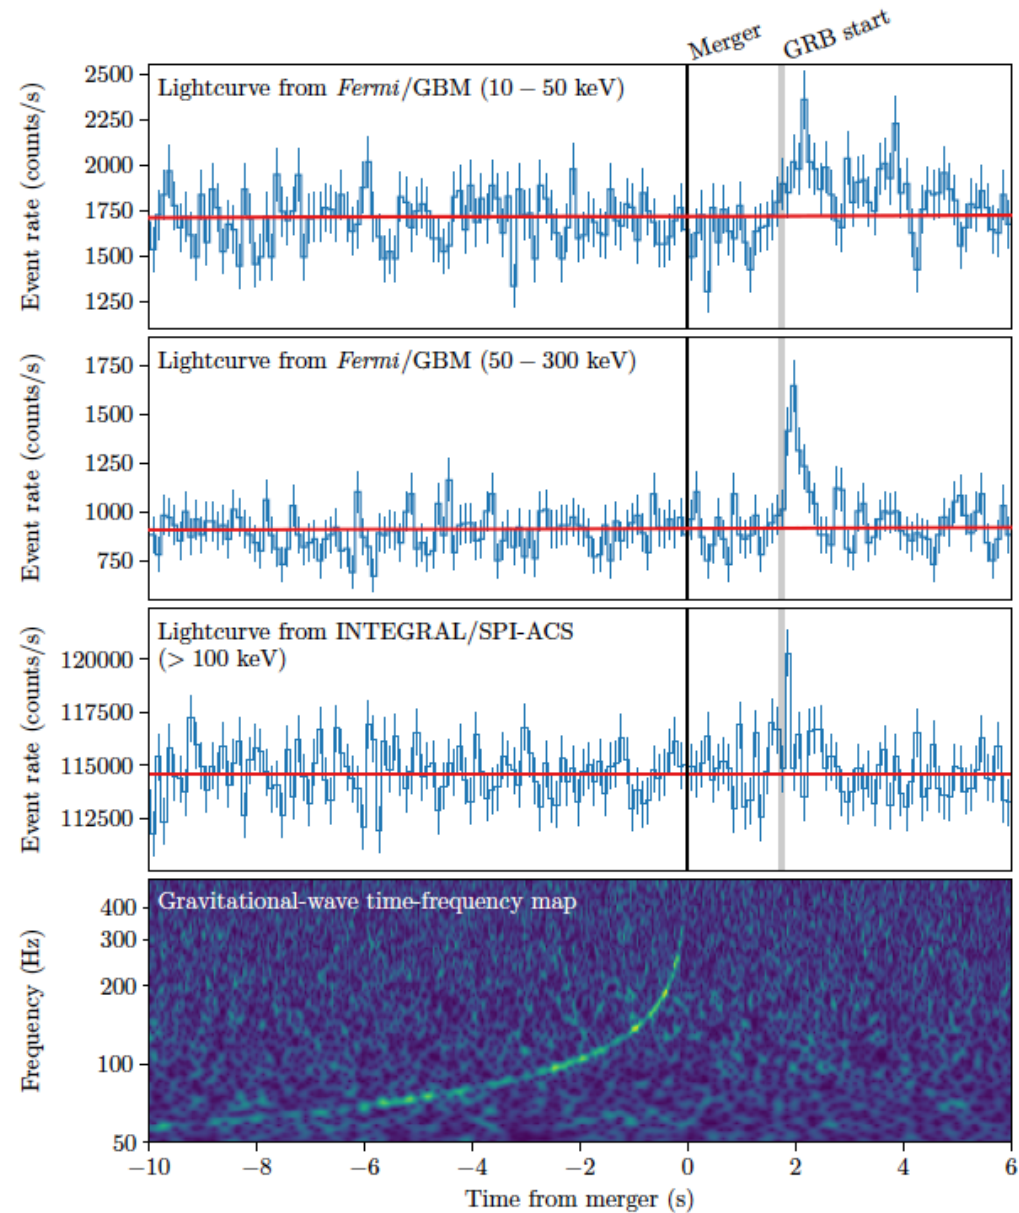 Merger
GRB start
Lightcurve from Fermi/GBM (10 – 50 keV)
Event rate (counts/s)
2500
2250
2000
1750
1500
1250
Lightcurve from Fermi/GBM (50 – 300 keV)
Event rate (counts/s)
1750
1500
1250
1000
750
Lightcurve from INTEGRAL/SPI-ACS
(> 100 keV)
Event rate (counts/s)
120000
117500
115000
112500
Gravitational-wave time-frequency map
Frequency (Hz)
400
300
200
100
50
−10 −8 −6 −4 −2 0 2 4 6
Time from merger (s)